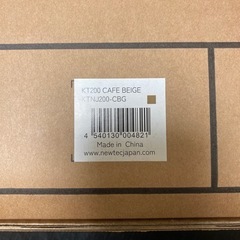 KT200 CAFE BEIGE
KTNJ200-CBG
4 540130 004821
Made in China
www.newtecjapan.com